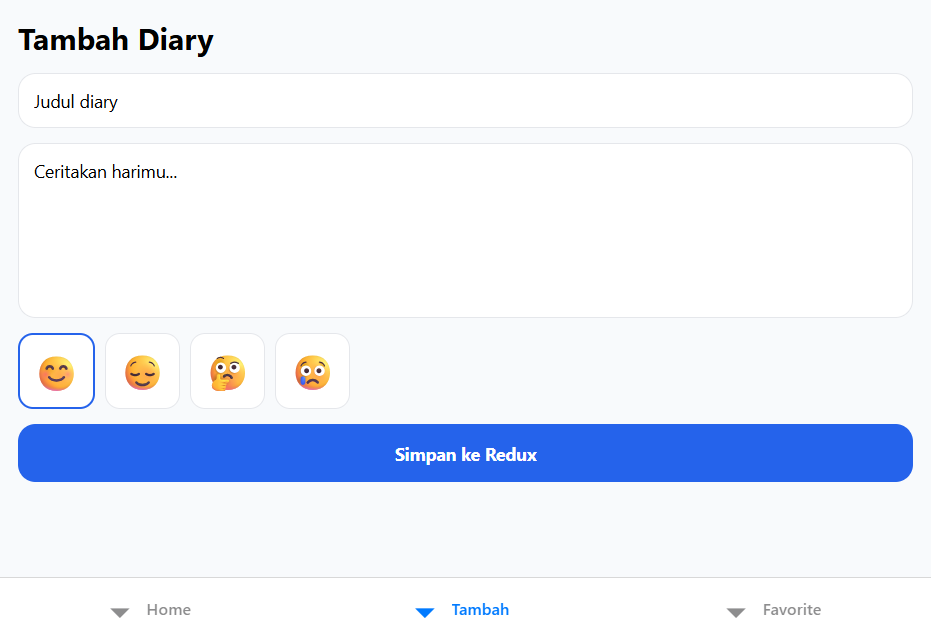 Tambah Diary
Judul diary
Ceritakan harimu...
Simpan ke Redux
Home
Tambah
Favorite